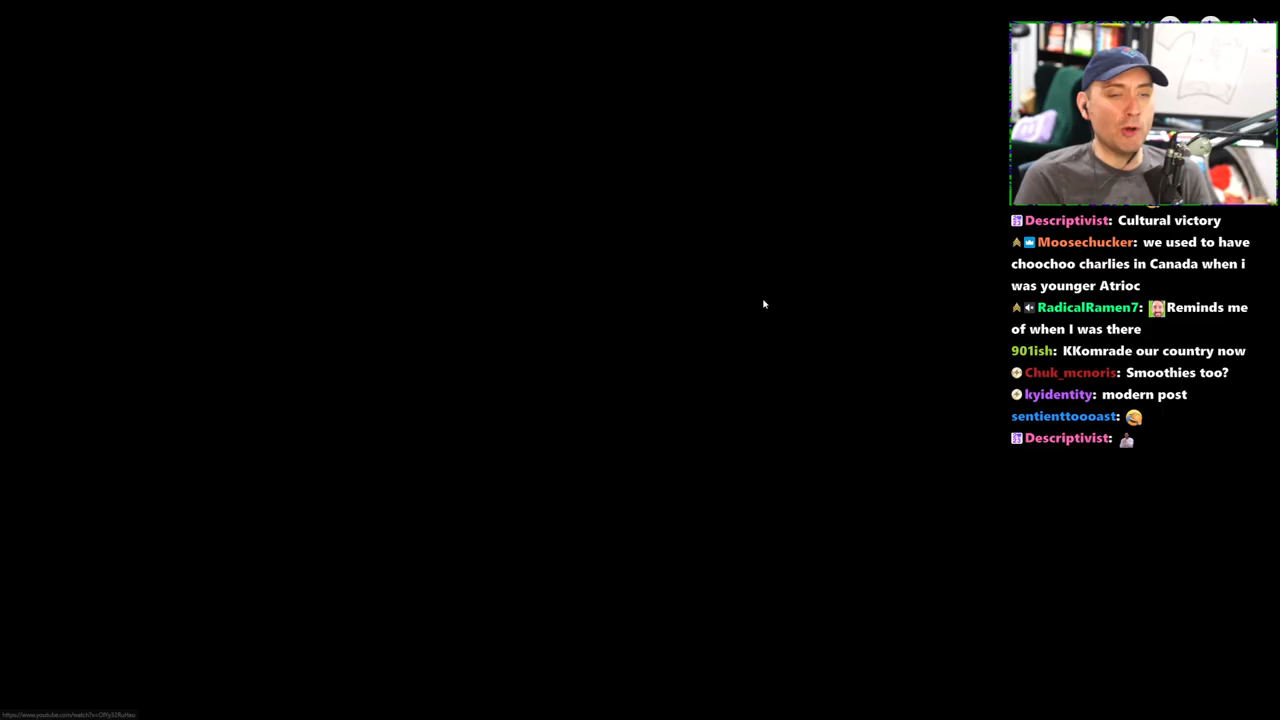 Descriptivist: Cultural victory
Moosechucker: we used to have
choochoo charlies in Canada when i
was younger Atrioc
RadicalRamen7: Reminds me
of when I was there
901ish: KKomrade our country now
Chuk_mcnoris: Smoothies too?
kyidentity: modern post
sentienttoooast:
Descriptivist: